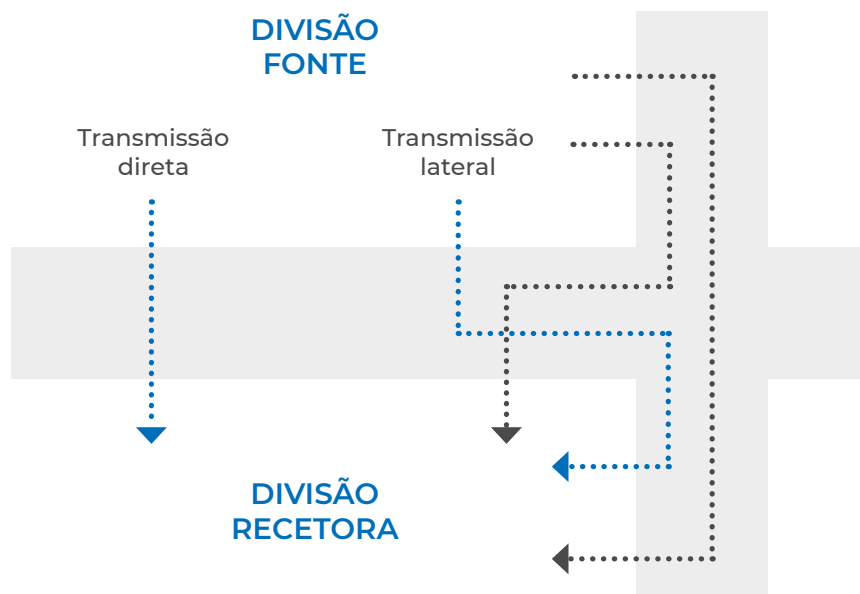 DIVISÃO
FONTE
Transmissão
direta
Transmissão
lateral
DIVISÃO
RECETORA